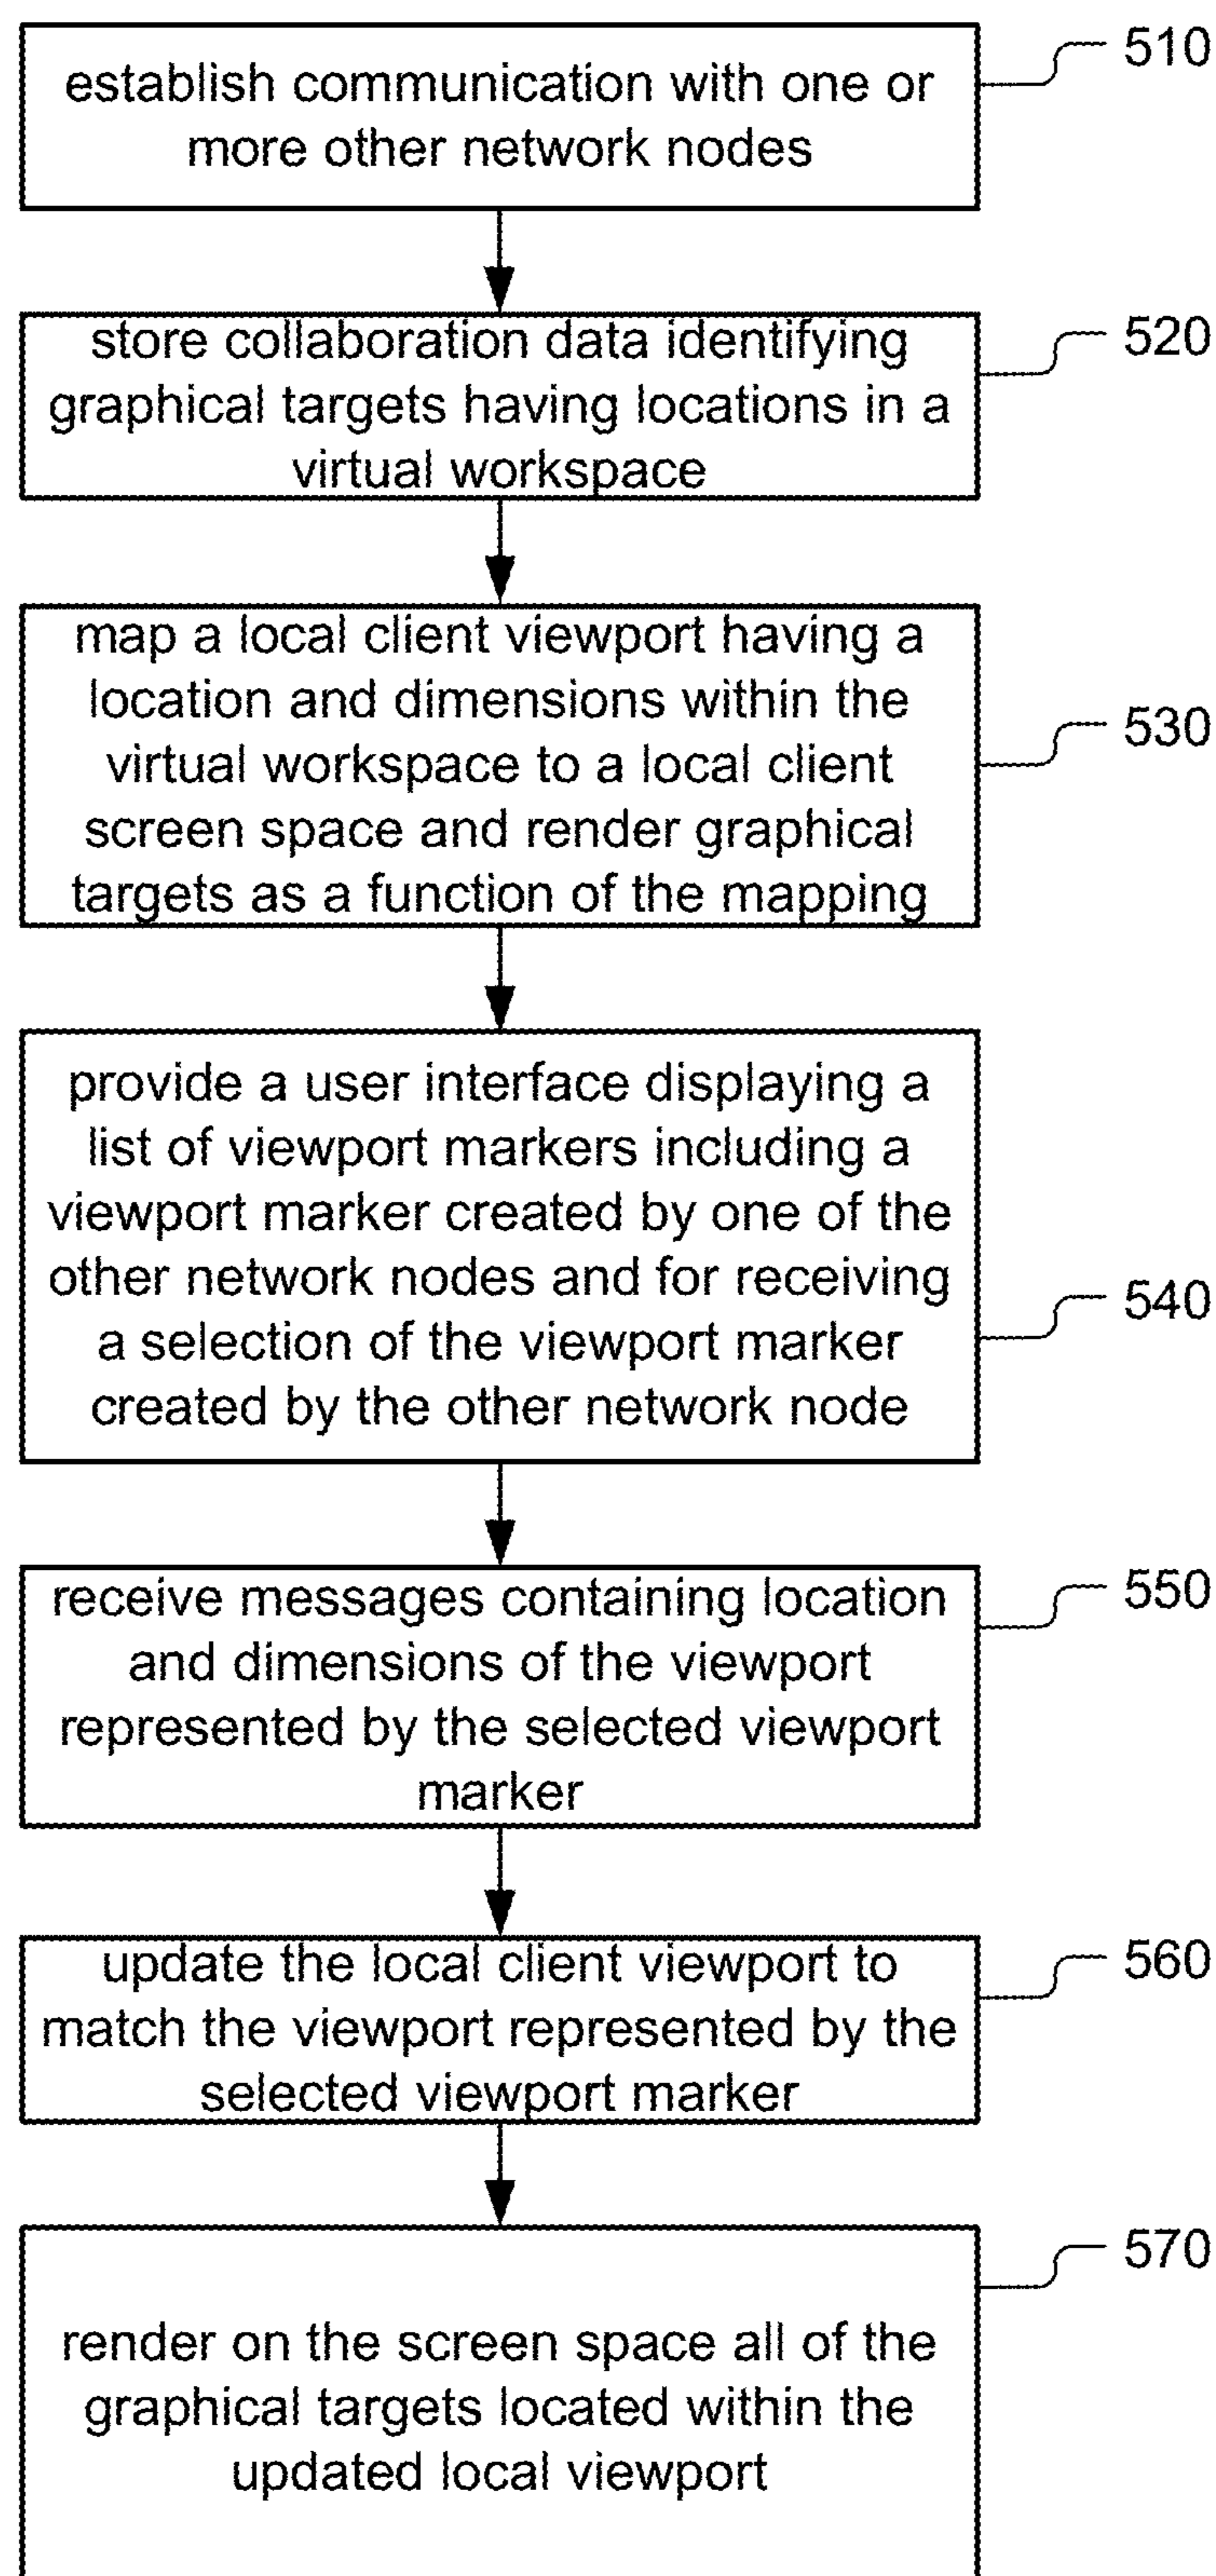 establish communication with one or
more other network nodes
510
store collaboration data identifying
graphical targets having locations in a
virtual workspace
520
map a local client viewport having a
location and dimensions within the
virtual workspace to a local client
screen space and render graphical
targets as a function of the mapping
530
provide a user interface displaying a
list of viewport markers including a
viewport marker created by one of the
other network nodes and for receiving
a selection of the viewport marker
created by the other network node
540
receive messages containing location
and dimensions of the viewport
represented by the selected viewport
marker
550
update the local client viewport to
match the viewport represented by the
selected viewport marker
560
render on the screen space all of the
graphical targets located within the
updated local viewport
570